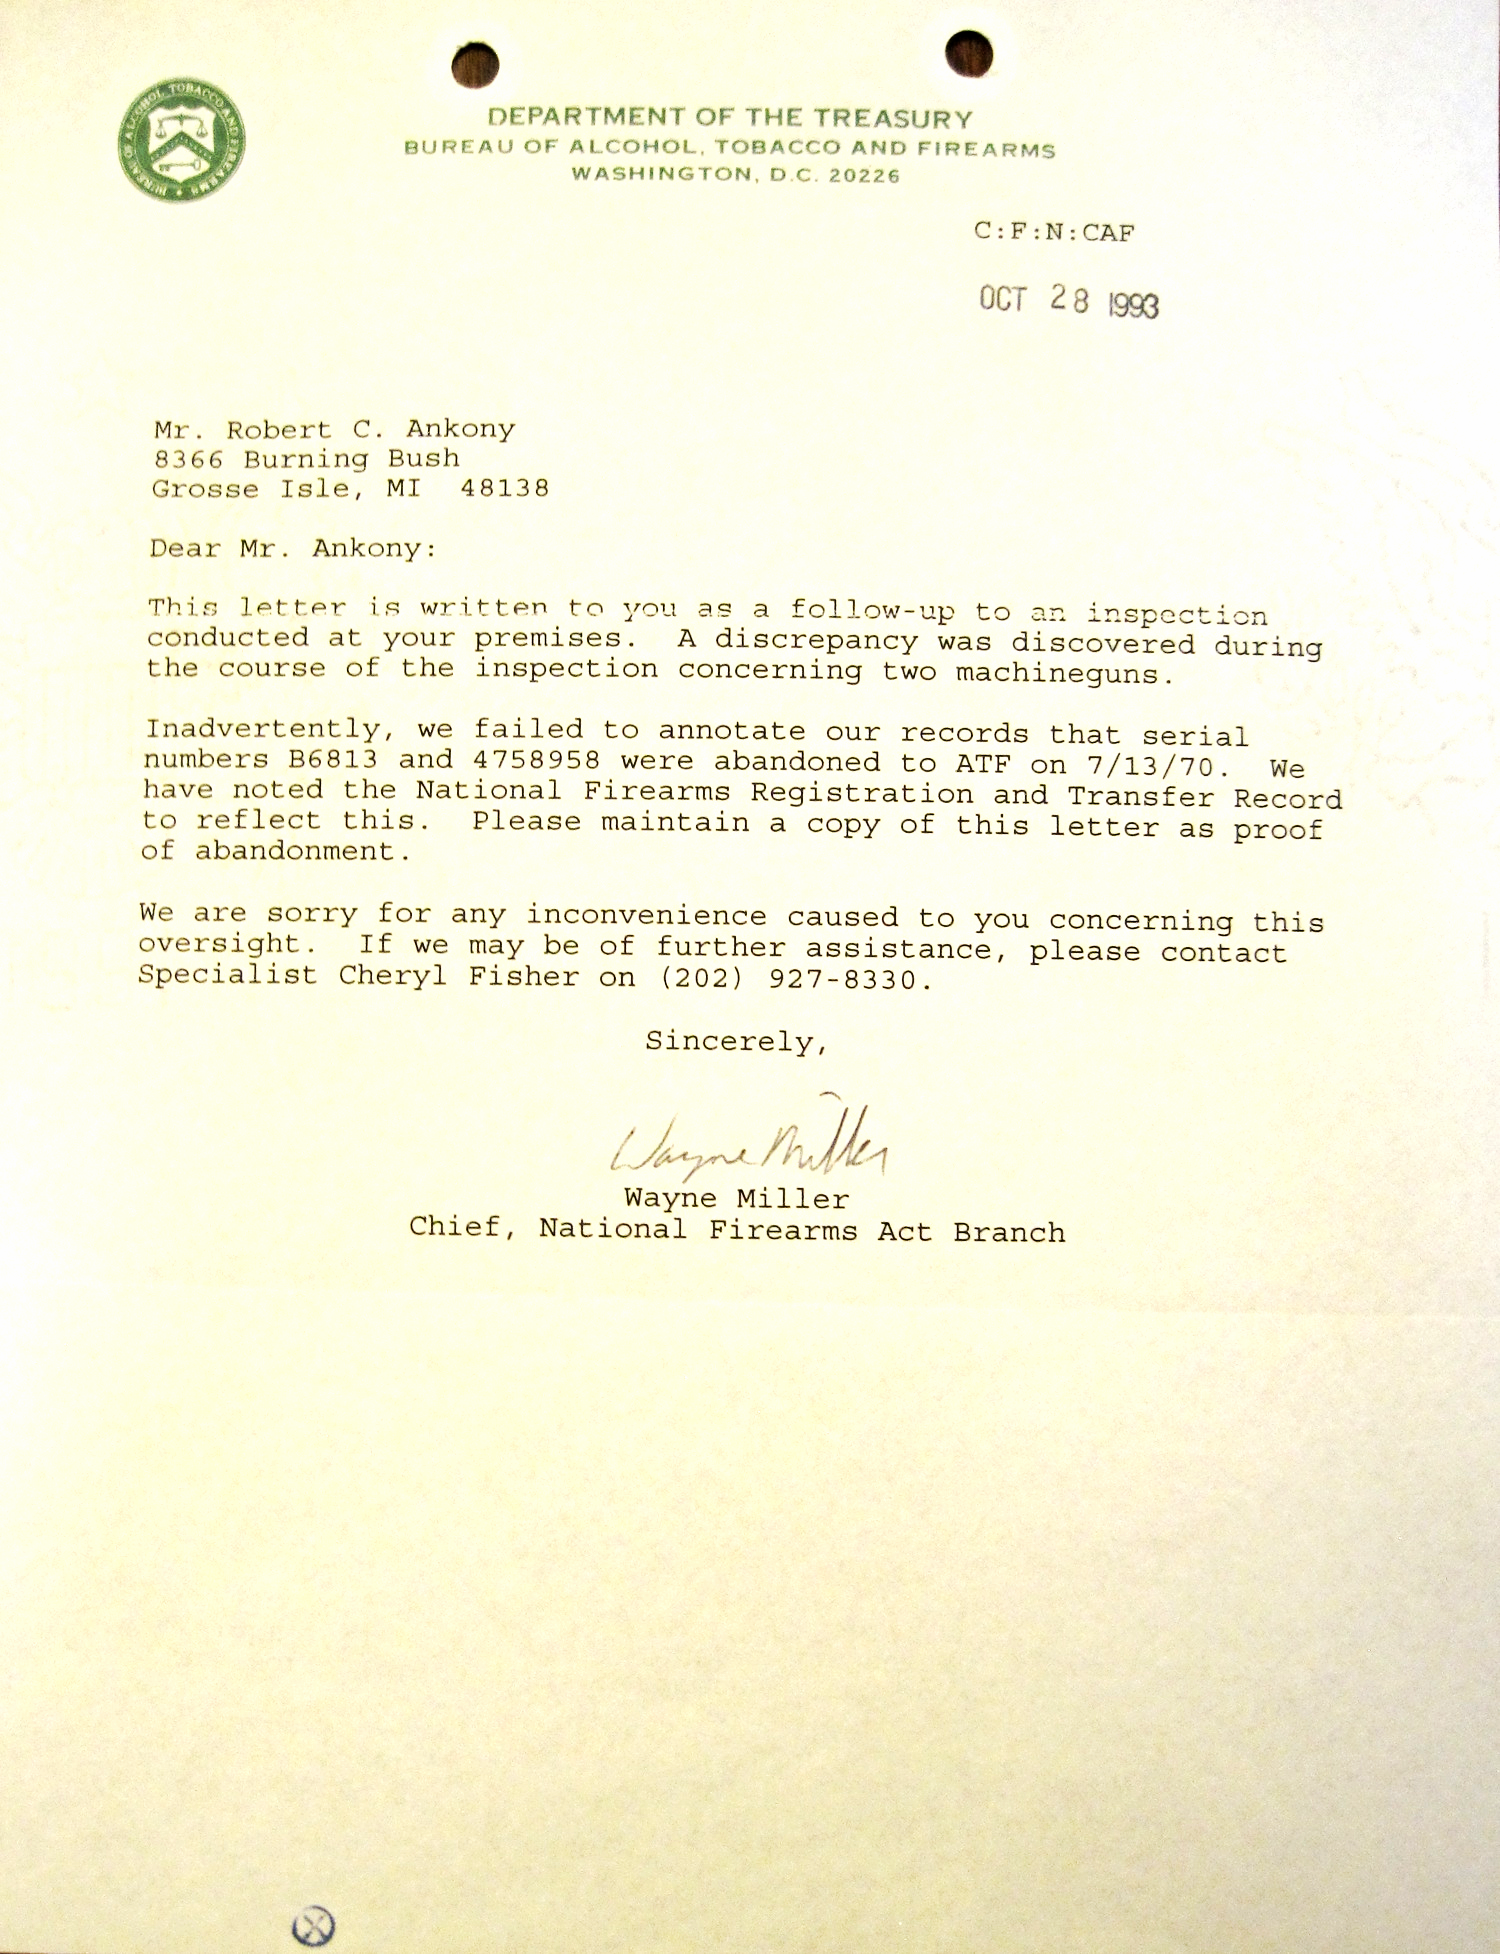 BUREAU OF ALCOHOL, TOBACCO AND FIREARMS
DEPARTMENT OF THE TREASURY
BUREAU OF ALCOHOL, TOBACCO AND FIREARMS
WASHINGTON, D.C. 20226
C:F:N:CAF
OCT 28 1993
Mr. Robert C. Ankony
8366 Burning Bush
Grosse Isle, MI 48138
Dear Mr. Ankony:
This letter is written to you as a follow-up to an inspection
conducted at your premises. A discrepancy was discovered during
the course of the inspection concerning two machineguns.
Inadvertently, we failed to annotate our records that serial
numbers B6813 and 4758958 were abandoned to ATF on 7/13/70. We
have noted the National Firearms Registration and Transfer Record
to reflect this. Please maintain a copy of this letter as proof
of abandonment.
We are sorry for any inconvenience caused to you concerning this
oversight. If we may be of further assistance, please contact
Specialist Cheryl Fisher on (202) 927-8330.
Sincerely,
Wayne Miller
Wayne Miller
Chief, National Firearms Act Branch